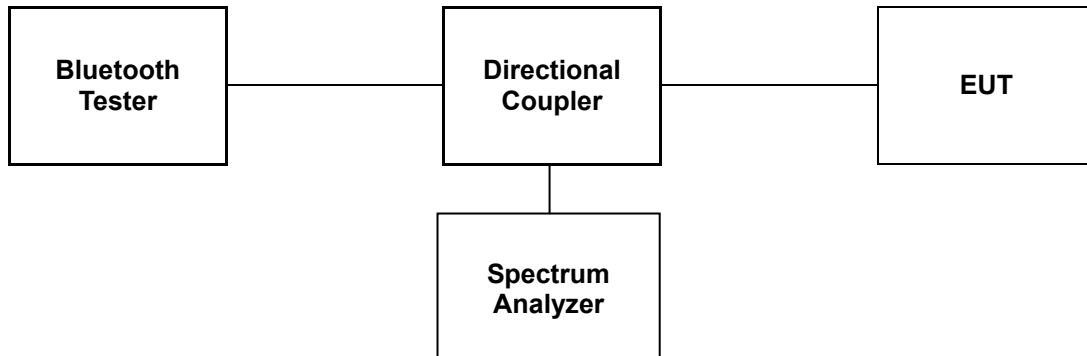 Bluetooth
Tester
Directional
Coupler
EUT
Spectrum
Analyzer